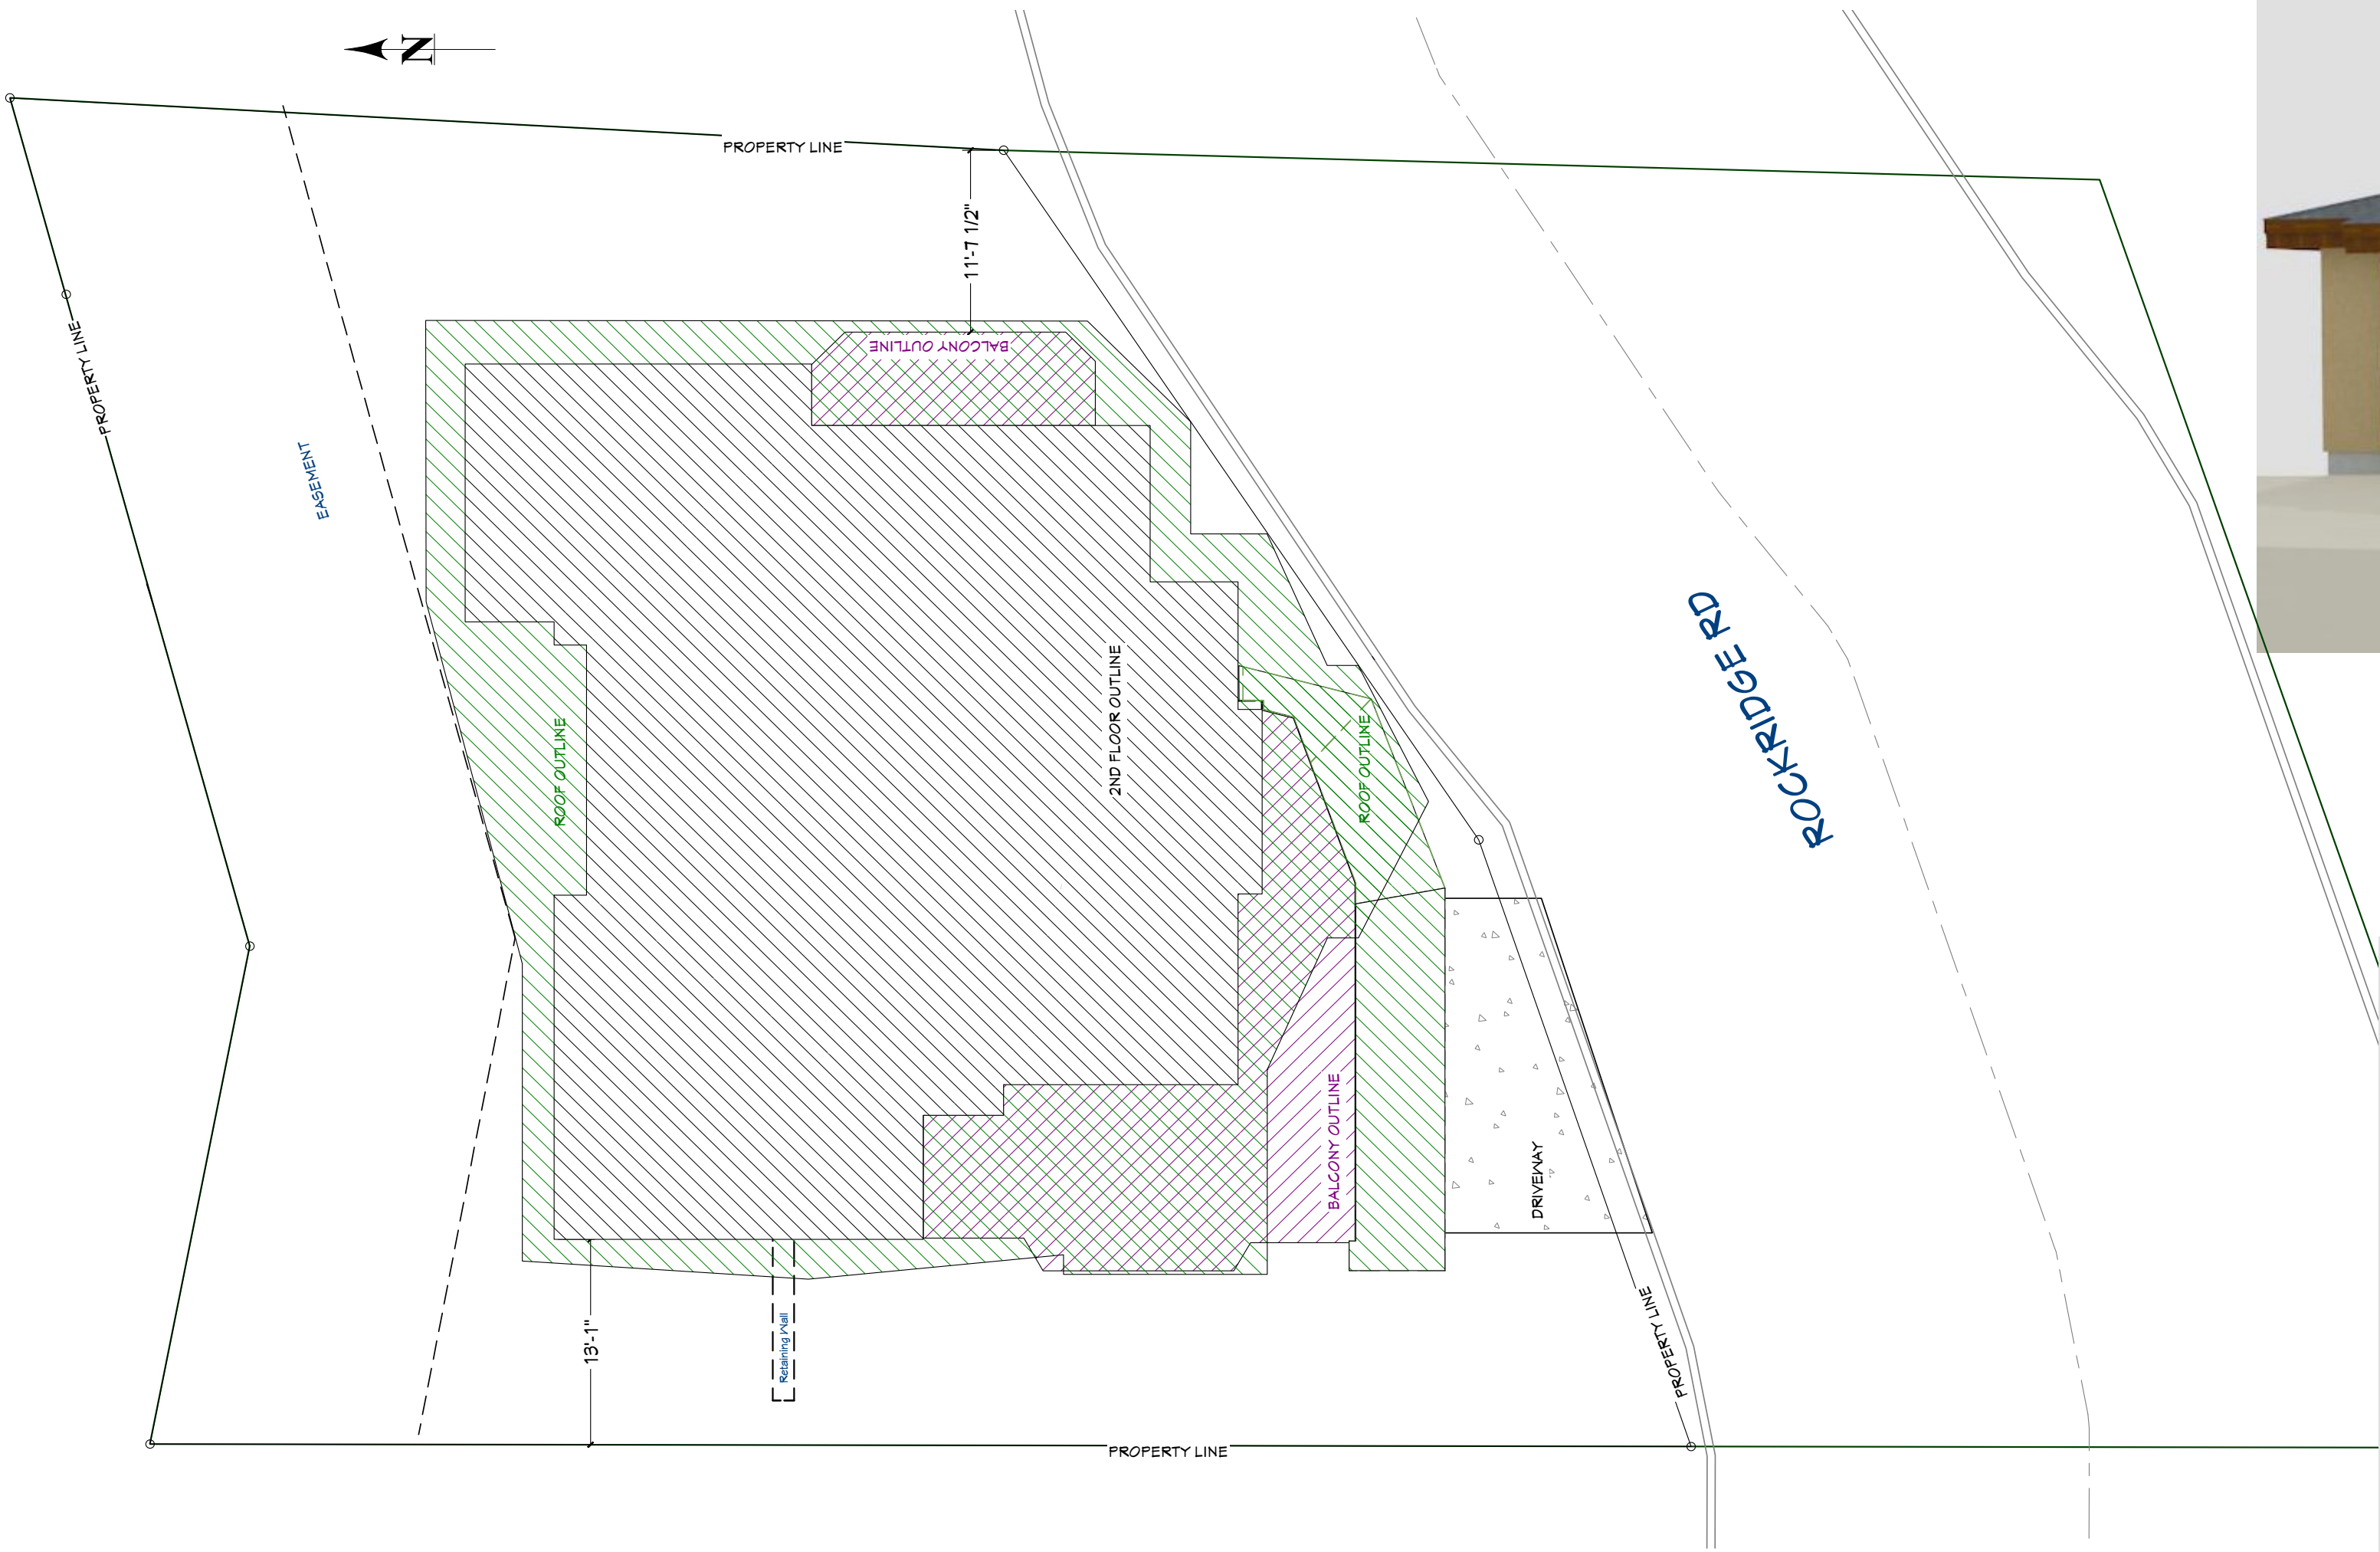 N
PROPERTY LINE
11'-7 1/2"
PROPERTY LINE
BALCONY OUTLINE
EASEMENT
ROOF OUTLINE
2ND FLOOR OUTLINE
ROOF OUTLINE
ROCKRIDGE RD
BALCONY OUTLINE
DRIVEWAY
13'-1"
Retaining Wall
PROPERTY LINE
PROPERTY LINE